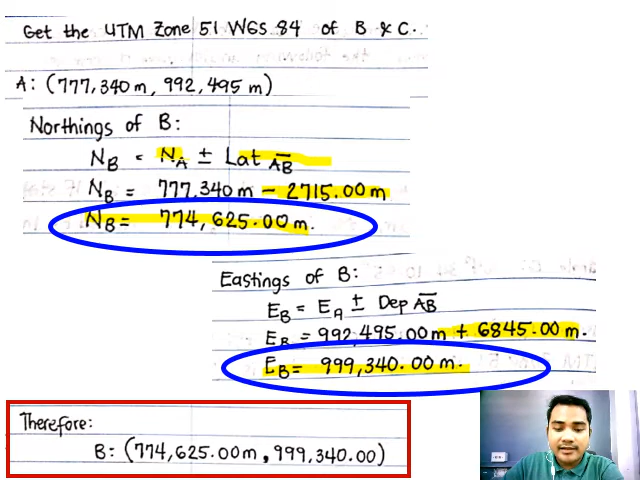 Get the UTM Zone 51 WGS 84 of B & C.
A: (777,340 m, 992,495 m)
Northings of B:
NB = NA ± Lat AB
NB = 777,340 m - 2715.00 m
NB = 774,625.00 m.
Eastings of B:
EB = EA ± Dep AB
EB = 992,495.00 m + 6845.00 m.
EB = 999,340.00 m.
Therefore:
B: (774,625.00 m, 999,340.00)